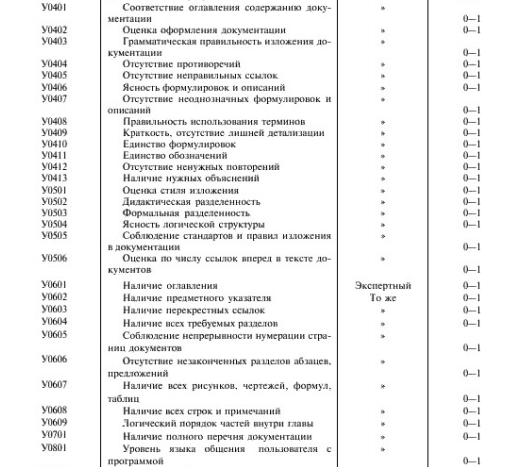 У0401 Соответствие оглавления содержанию доку- »
ментации 0—1
У0402 Оценка оформления документации » 0—1
У0403 Грамматическая правильность изложения до- »
кументации 0—1
У0404 Отсутствие противоречий » 0—1
У0405 Отсутствие неправильных ссылок » 0—1
У0406 Ясность формулировок и описаний » 0—1
У0407 Отсутствие неоднозначных формулировок и »
описаний 0—1
У0408 Правильность использования терминов » 0—1
У0409 Краткость, отсутствие лишней детализации » 0—1
У0410 Единство формулировок » 0—1
У0411 Единство обозначений » 0—1
У0412 Отсутствие ненужных повторений » 0—1
У0413 Наличие нужных объяснений » 0—1
У0501 Оценка стиля изложения » 0—1
У0502 Дидактическая разделенность » 0—1
У0503 Формальная разделенность » 0—1
У0504 Ясность логической структуры » 0—1
У0505 Соблюдение стандартов и правил изложения »
в документации 0—1
У0506 Оценка по числу ссылок вперед в тексте до- »
кументов 0—1
У0601 Наличие оглавления Экспертный 0—1
У0602 Наличие предметного указателя То же 0—1
У0603 Наличие перекрестных ссылок » 0—1
У0604 Наличие всех требуемых разделов » 0—1
У0605 Соблюдение непрерывности нумерации стра- »
ниц документов 0—1
У0606 Отсутствие незаконченных разделов абзацев, »
предложений 0—1
У0607 Наличие всех рисунков, чертежей, формул, »
таблиц 0—1
У0608 Наличие всех строк и примечаний » 0—1
У0609 Логический порядок частей внутри главы » 0—1
У0701 Наличие полного перечня документации » 0—1
У0801 Уровень языка общения пользователя с »
программой 0—1